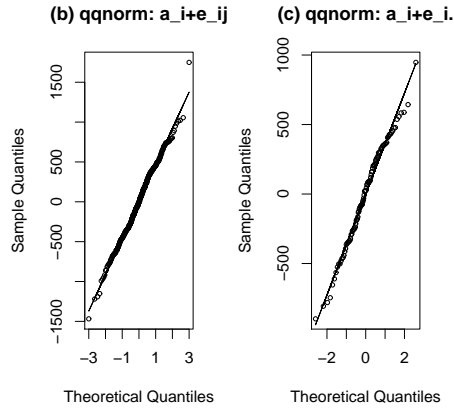 (b) qqnorm: a_i+e_ij
Sample Quantiles
1500
500
0
-500
-1500
-3
-1
0
1
3
Theoretical Quantiles
(c) qqnorm: a_i+e_i.
Sample Quantiles
1000
500
0
-500
-2
0
2
Theoretical Quantiles